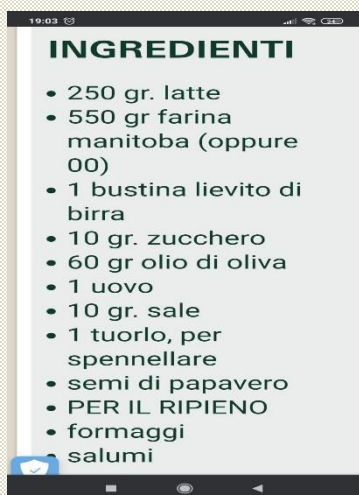 19:03
INGREDIENTI
• 250 gr. latte
• 550 gr farina
manitoba (oppure
00)
• 1 bustina lievito di
birra
• 10 gr. zucchero
• 60 gr olio di oliva
• 1 uovo
• 10 gr. sale
• 1 tuorlo, per
spennellare
• semi di papavero
• PER IL RIPIENO
• formaggi
salumi